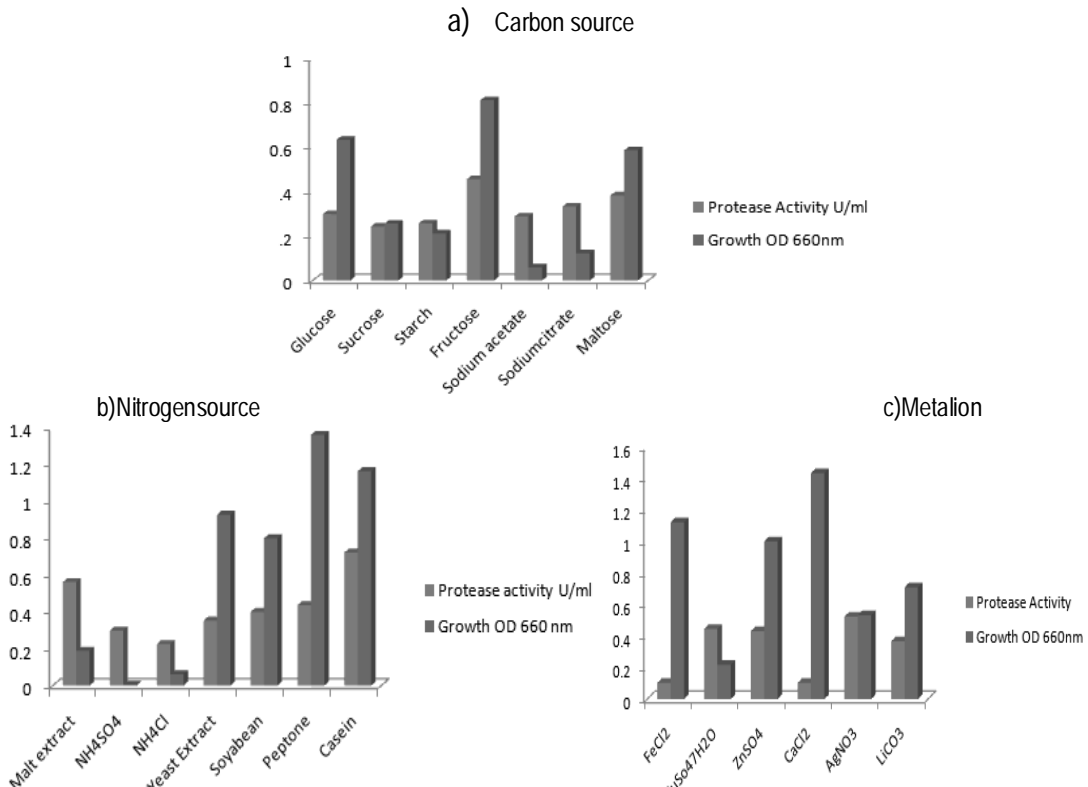 a) Carbon source
1
0.8
0.6
.4
.2
0
Glucose
Sucrose
Starch
Fructose
Sodium acetate
Sodiumcitrate
Maltose
Protease Activity U/ml
Growth OD 660nm
b)Nitrogensource
1.4
1.2
1
0.8
0.6
0.4
0.2
0
Malt extract
NH4SO4
NH4Cl
Yeast Extract
Soyabean
Peptone
Casein
Protease activity U/ml
Growth OD 660 nm
c)Metalion
1.6
1.4
1.2
1
0.8
0.6
0.4
0.2
0
FeCl2
uSo47H2O
ZnSO4
CaCl2
AgNO3
LiCO3
Protease Activity
Growth OD 660nm